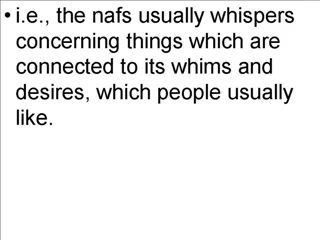 • i.e., the nafs usually whispers
concerning things which are
connected to its whims and
desires, which people usually
like.